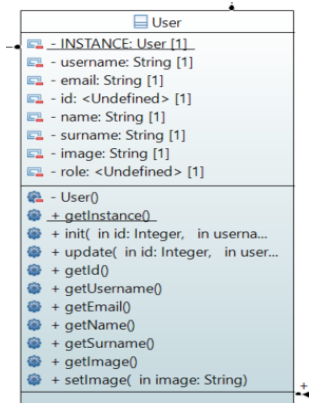 User
- INSTANCE: User [1]
- username: String [1]
- email: String [1]
- id: <Undefined> [1]
- name: String [1]
- surname: String [1]
- image: String [1]
- role: <Undefined> [1]
- User()
+ getInstance()
+ init( in id: Integer, in userna...
+ update( in id: Integer, in user...
+ getId()
+ getUsername()
+ getEmail()
+ getName()
+ getSurname()
+ getImage()
+ setImage( in image: String)
+